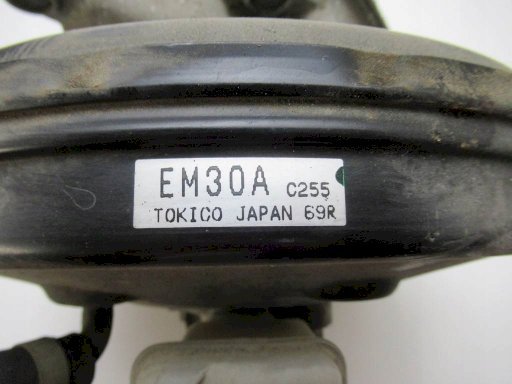 EM30A C255
TOKICO JAPAN 69R